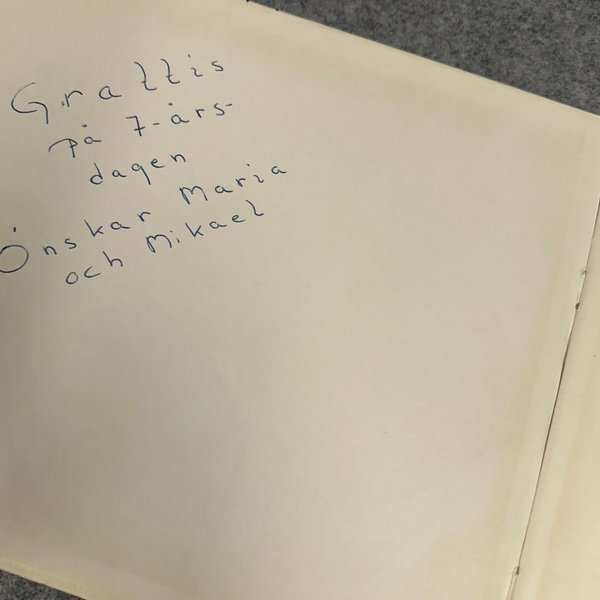 Grattis
på 7-års-
dagen
Önskar Maria
och Mikael